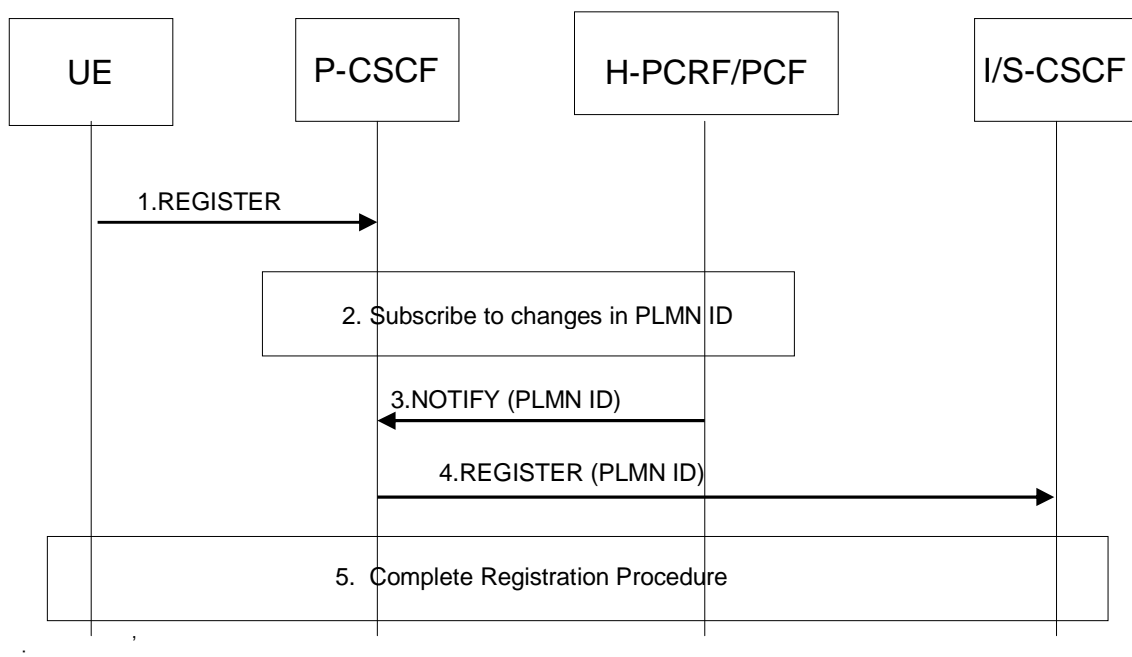 UE
P-CSCF
H-PCRF/PCF
I/S-CSCF
1.REGISTER
2. Subscribe to changes in PLMN ID
3.NOTIFY (PLMN ID)
4.REGISTER (PLMN ID)
5. Complete Registration Procedure
,
.